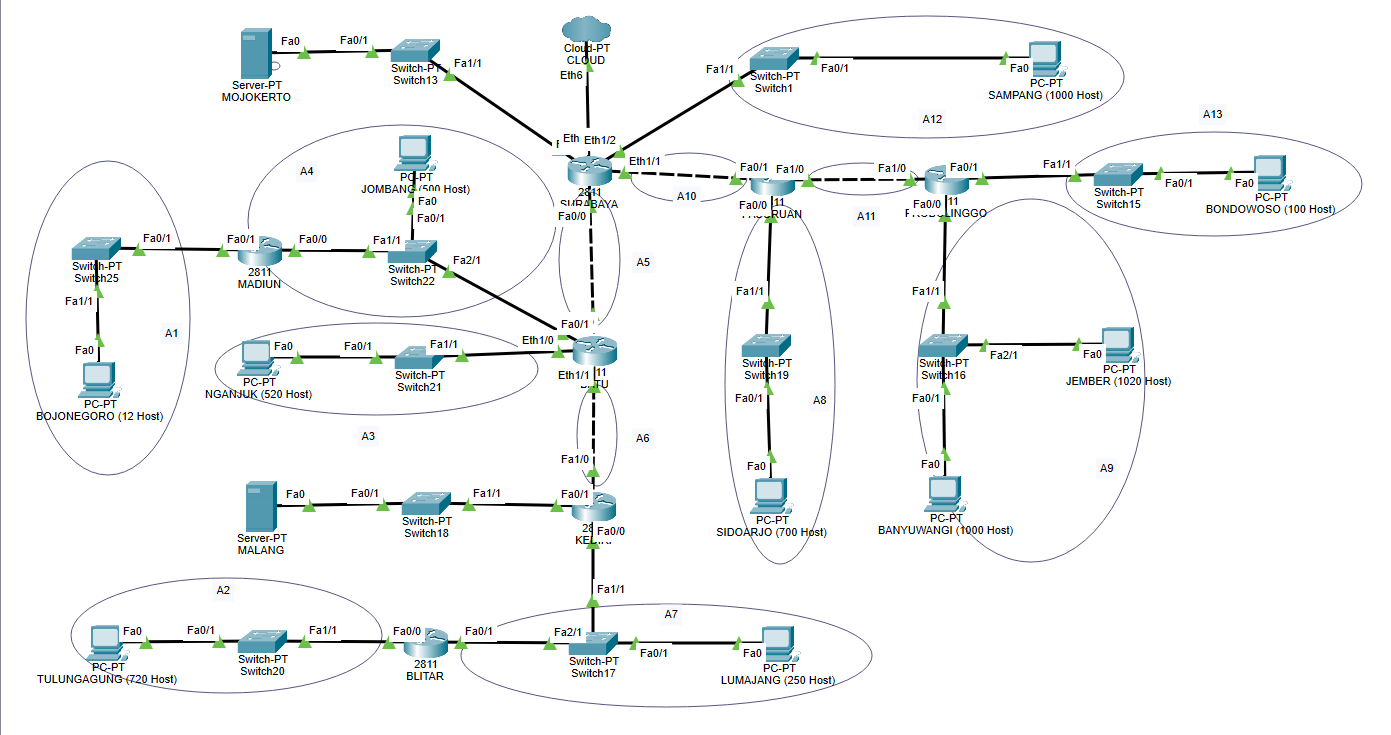 Fa0
Fa0/1
Server-PT
MOJOKERTO
Switch-PT
Switch13
Fa1/1
Cloud-PT
CLOUD
Eth6
Eth
Eth1/2
2811
SURABAYA
Eth1/1
Fa0/0
Fa1/1
Switch-PT
Switch1
Fa0/1
Fa0
PC-PT
SAMPANG (1000 Host)
A12
A13
A10
Fa0/1
Fa1/0
Fa0/0
11
A11
Fa1/0
Fa0/1
Fa0/0
11
Fa1/1
Switch-PT
Switch15
Fa0/1
Fa0
PC-PT
BONDOWOSO (100 Host)
A4
PC-PT
JOMBANG (500 Host)
Fa0
Fa0/1
Fa0/1
Switch-PT
Switch25
Fa1/1
Fa0
PC-PT
BOJONEGORO (12 Host)
A1
Fa0/1
Fa0/0
2811
MADIUN
Fa1/1
Switch-PT
Switch22
Fa2/1
A5
Fa0/1
Eth1/0
Eth1/1
11
Fa0
Fa0/1
Fa1/1
PC-PT
NGANJUK (520 Host)
Switch-PT
Switch21
A3
A6
Fa1/0
Fa0/1
Fa0/0
Fa1/1
Switch-PT
Switch19
Fa0/1
A8
Fa0
PC-PT
SIDOARJO (700 Host)
Fa1/1
Switch-PT
Switch16
Fa2/1
Fa0
PC-PT
JEMBER (1020 Host)
Fa0/1
Fa0
PC-PT
BANYUWANGI (1000 Host)
A9
Fa0
Fa0/1
Fa1/1
Server-PT
MALANG
Switch-PT
Switch18
Fa1/1
A2
Fa0
Fa0/1
Fa1/1
PC-PT
TULUNGAGUNG (720 Host)
Switch-PT
Switch20
Fa0/0
Fa0/1
2811
BLITAR
A7
Fa2/1
Switch-PT
Switch17
Fa0/1
Fa0
PC-PT
LUMAJANG (250 Host)